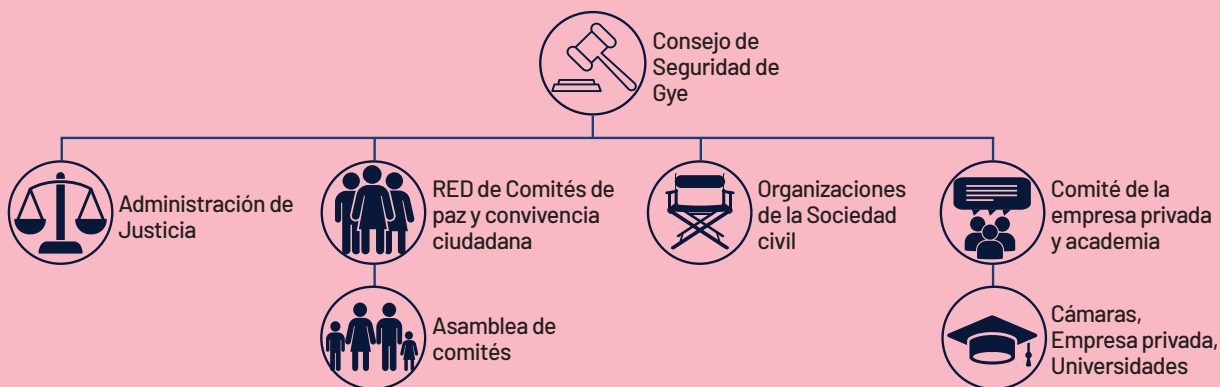 Consejo de
Seguridad de
Gye
Administración de
Justicia
RED de Comités de
paz y convivencia
ciudadana
Organizaciones
de la Sociedad
civil
Comité de la
empresa privada
y academia
Asamblea de
comités
Cámaras,
Empresa privada,
Universidades